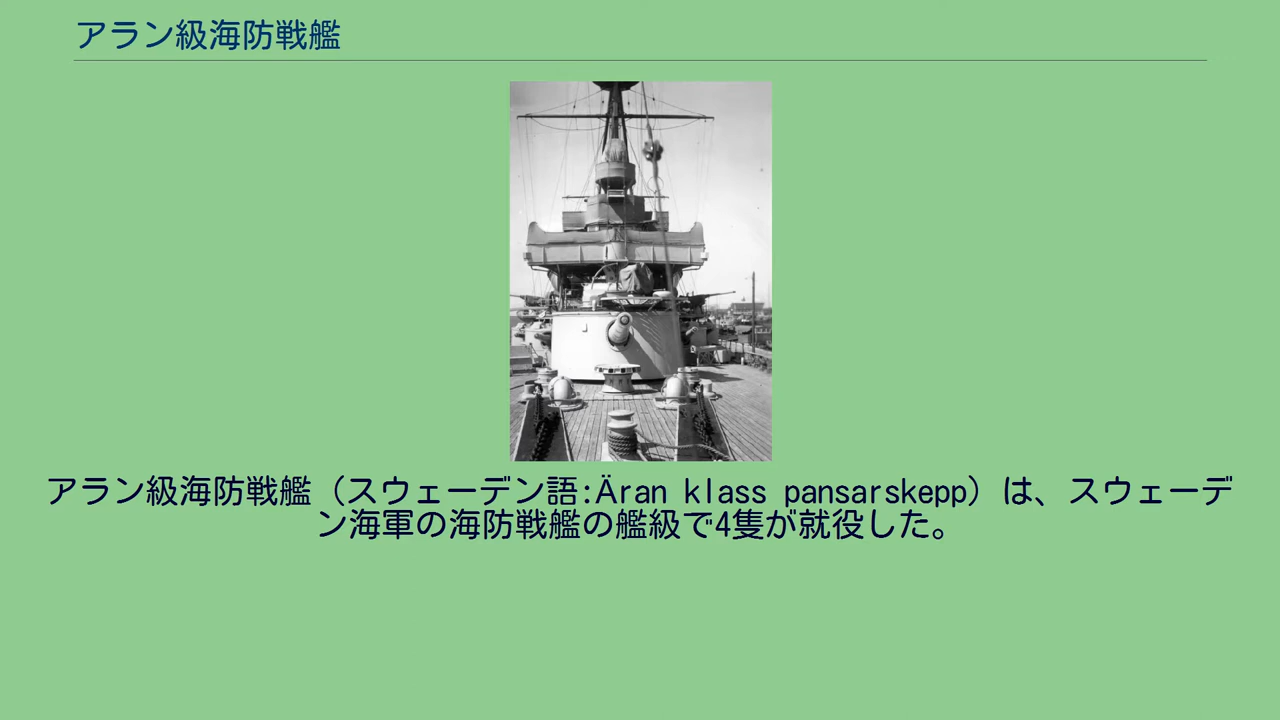 アラン級海防戦艦
アラン級海防戦艦（スウェーデン語:Äran klass pansarskepp）は、スウェーデ
ン海軍の海防戦艦の艦級で4隻が就役した。